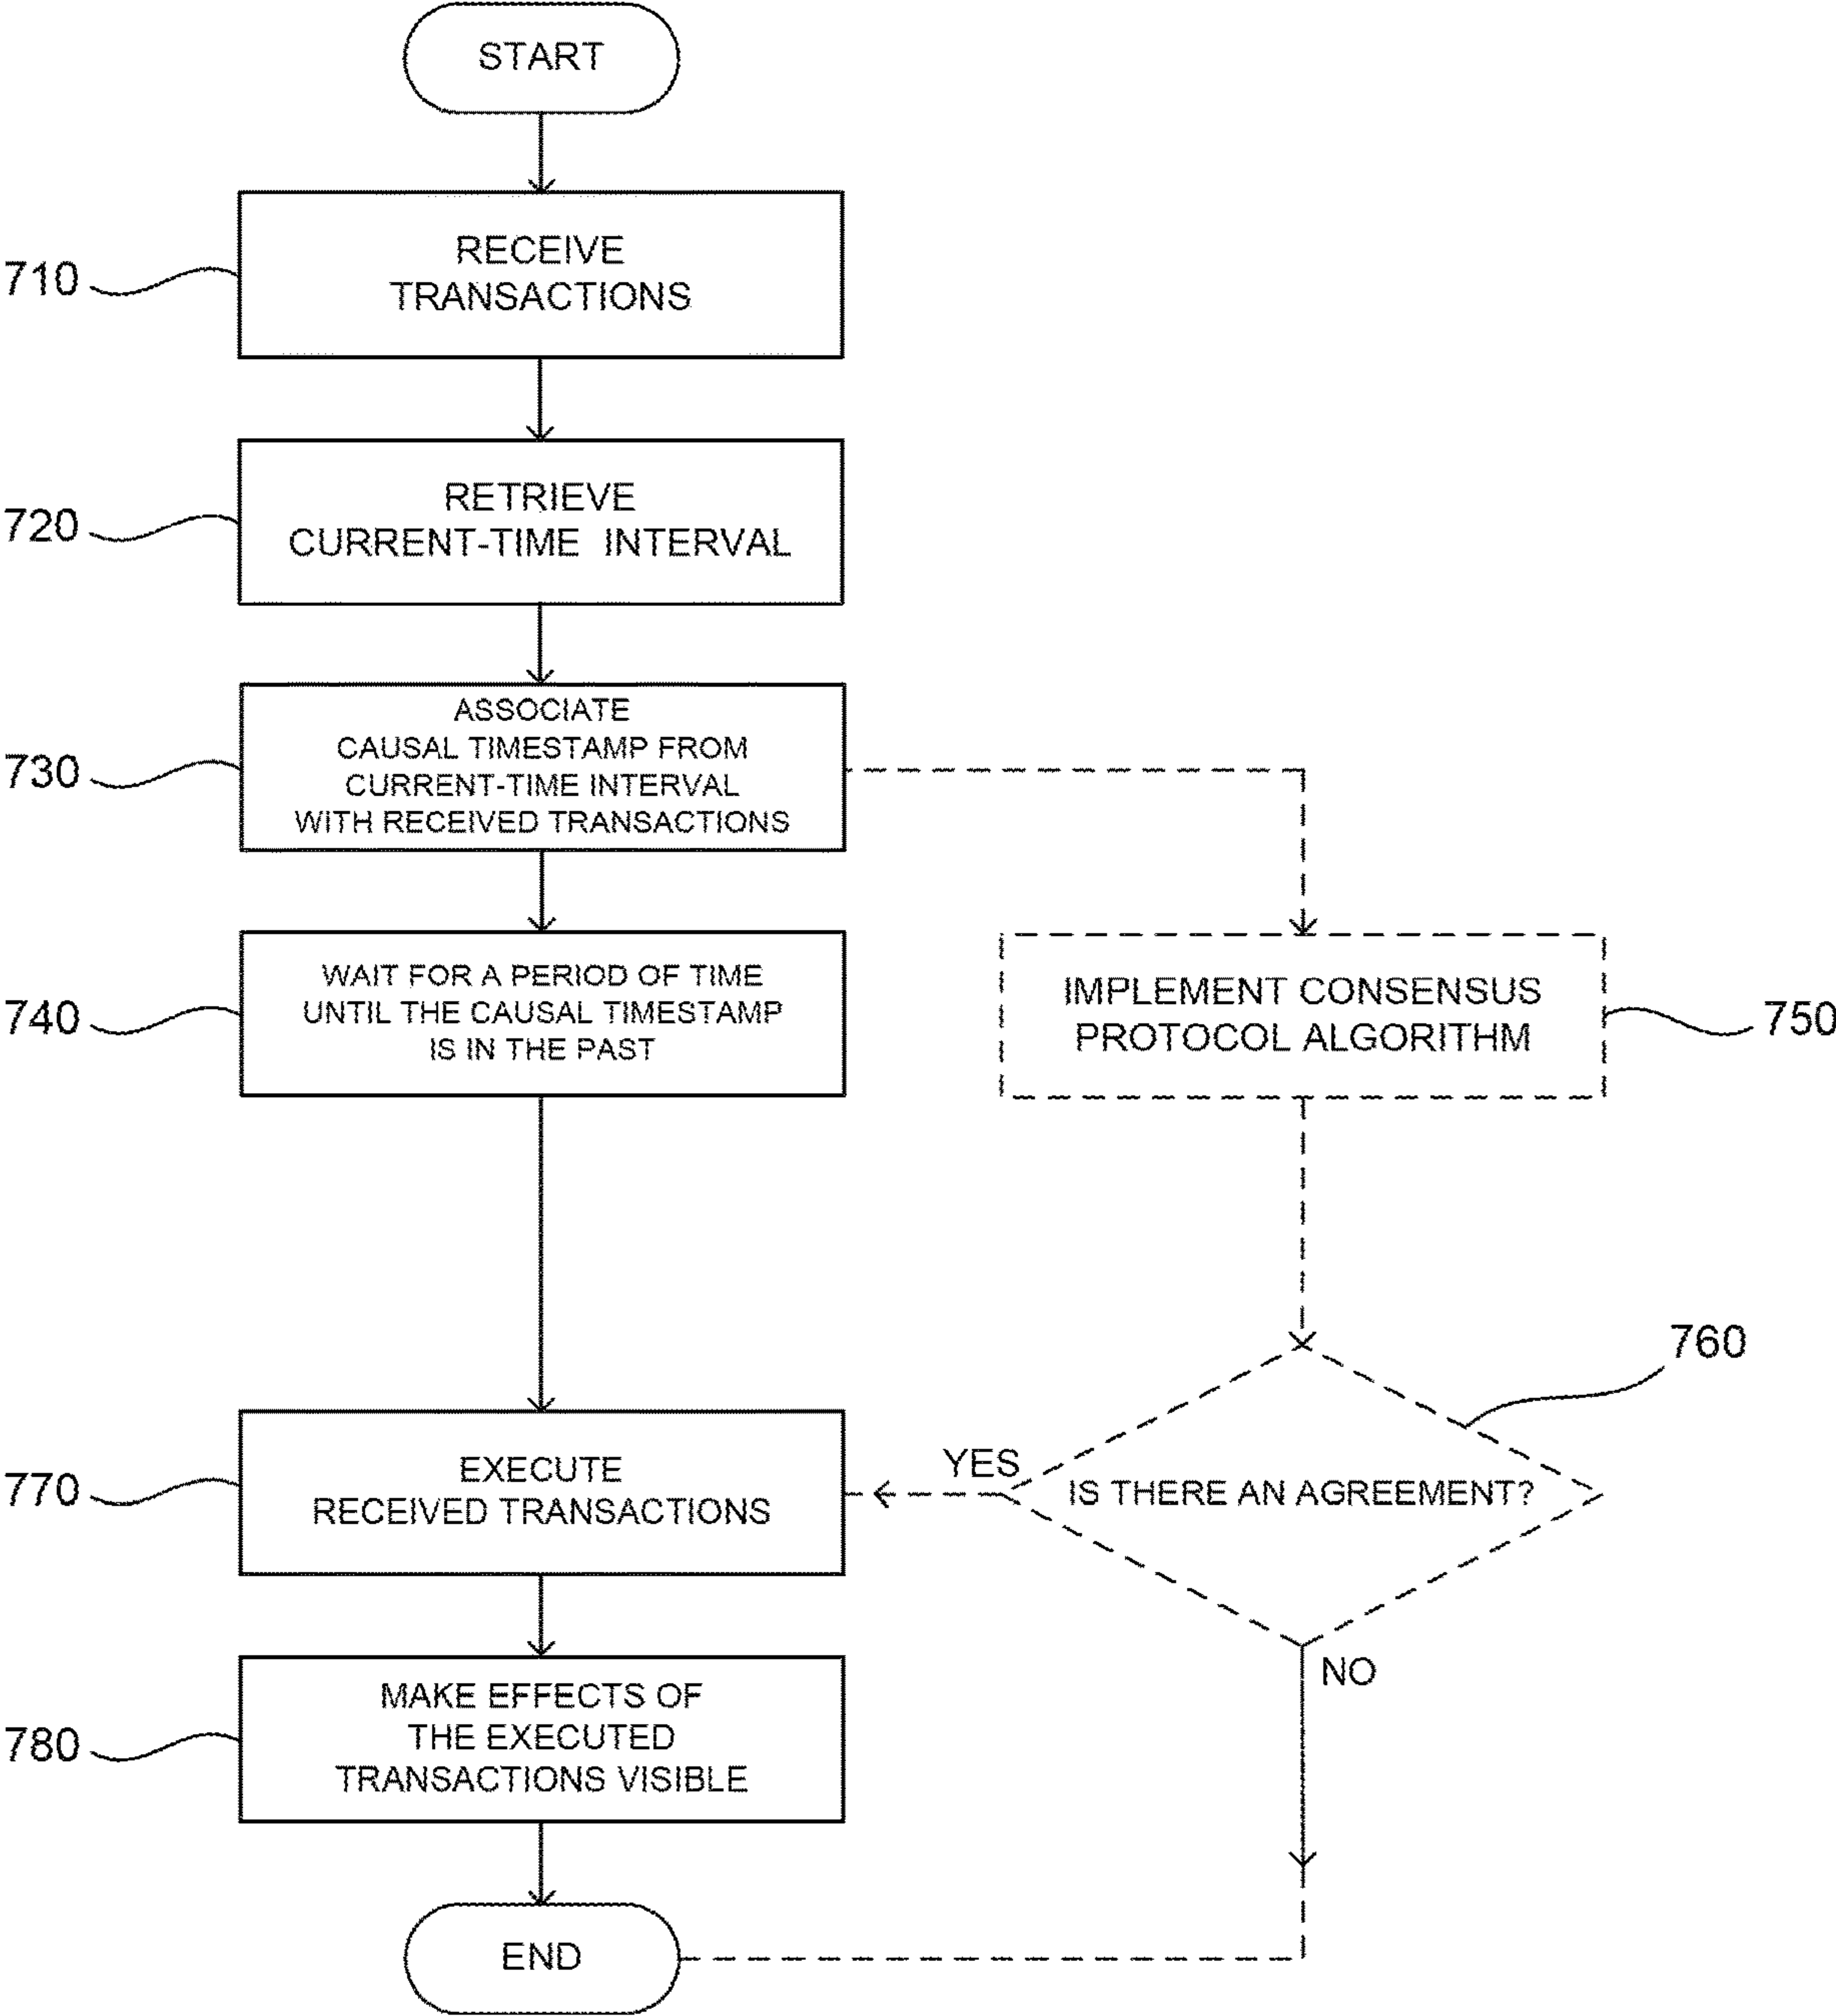 START
710
RECEIVE
TRANSACTIONS
720
RETRIEVE
CURRENT-TIME INTERVAL
730
ASSOCIATE
CAUSAL TIMESTAMP FROM
CURRENT-TIME INTERVAL
WITH RECEIVED TRANSACTIONS
740
WAIT FOR A PERIOD OF TIME
UNTIL THE CAUSAL TIMESTAMP
IS IN THE PAST
IMPLEMENT CONSENSUS
PROTOCOL ALGORITHM
750
760
IS THERE AN AGREEMENT?
YES
NO
770
EXECUTE
RECEIVED TRANSACTIONS
780
MAKE EFFECTS OF
THE EXECUTED
TRANSACTIONS VISIBLE
END